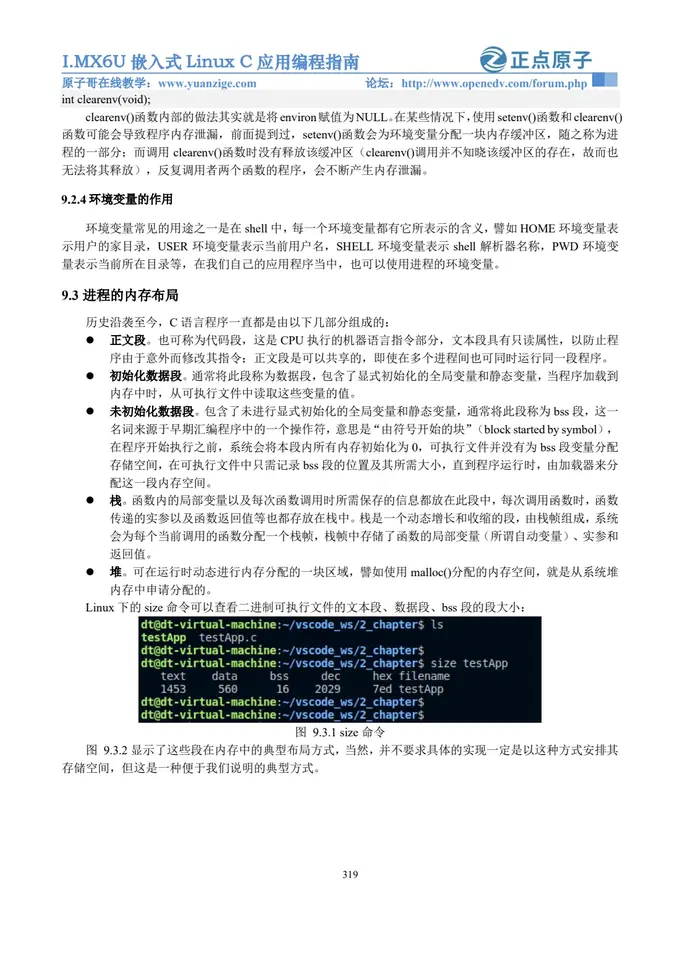 I.MX6U 嵌入式 Linux C 应用编程指南
正点原子
原子哥在线教学：www.yuanzige.com 论坛：http://www.openedv.com/forum.php
int clearenv(void);
clearenv()函数内部的做法其实就是将 environ 赋值为 NULL。在某些情况下，使用 setenv()函数和 clearenv()
函数可能会导致程序内存泄漏，前面提到过，setenv()函数会为环境变量分配一块内存缓冲区，随之称为进
程的一部分；而调用 clearenv()函数时没有释放该缓冲区（clearenv()调用并不知晓该缓冲区的存在，故而也
无法将其释放），反复调用者两个函数的程序，会不断产生内存泄漏。
9.2.4 环境变量的作用
环境变量常见的用途之一是在 shell 中，每一个环境变量都有它所表示的含义，譬如 HOME 环境变量表
示用户的家目录，USER 环境变量表示当前用户名，SHELL 环境变量表示 shell 解析器名称，PWD 环境变
量表示当前所在目录等，在我们自己的应用程序当中，也可以使用进程的环境变量。
9.3 进程的内存布局
历史沿袭至今，C 语言程序一直都是由以下几部分组成的：
● 正文段。也可称为代码段，这是 CPU 执行的机器语言指令部分，文本段具有只读属性，以防止程
序由于意外而修改其指令；正文段是可以共享的，即使在多个进程间也可同时运行同一段程序。
● 初始化数据段。通常将此段称为数据段，包含了显式初始化的全局变量和静态变量，当程序加载到
内存中时，从可执行文件中读取这些变量的值。
● 未初始化数据段。包含了未进行显式初始化的全局变量和静态变量，通常将此段称为 bss 段，这一
名词来源于早期汇编程序中的一个操作符，意思是“由符号开始的块”（block started by symbol），
在程序开始执行之前，系统会将本段内所有内存初始化为 0，可执行文件并没有为 bss 段变量分配
存储空间，在可执行文件中只需记录 bss 段的位置及其所需大小，直到程序运行时，由加载器来分
配这一段内存空间。
● 栈。函数内的局部变量以及每次函数调用时所需保存的信息都放在此段中，每次调用函数时，函数
传递的实参以及函数返回值等也都存放在栈中。栈是一个动态增长和收缩的段，由栈帧组成，系统
会为每个当前调用的函数分配一个栈帧，栈帧中存储了函数的局部变量（所谓自动变量）、实参和
返回值。
● 堆。可在运行时动态进行内存分配的一块区域，譬如使用 malloc()分配的内存空间，就是从系统堆
内存中申请分配的。
Linux 下的 size 命令可以查看二进制可执行文件的文本段、数据段、bss 段的段大小：
dt@dt-virtual-machine:~/vscode_ws/2_chapter$ ls
testApp testApp.c
dt@dt-virtual-machine:~/vscode_ws/2_chapter$
dt@dt-virtual-machine:~/vscode_ws/2_chapter$ size testApp
text data bss dec hex filename
1453 560 16 2029 7ed testApp
dt@dt-virtual-machine:~/vscode_ws/2_chapter$
dt@dt-virtual-machine:~/vscode_ws/2_chapter$
图 9.3.1 size 命令
图 9.3.2 显示了这些段在内存中的典型布局方式，当然，并不要求具体的实现一定是以这种方式安排其
存储空间，但这是一种便于我们说明的典型方式。
319